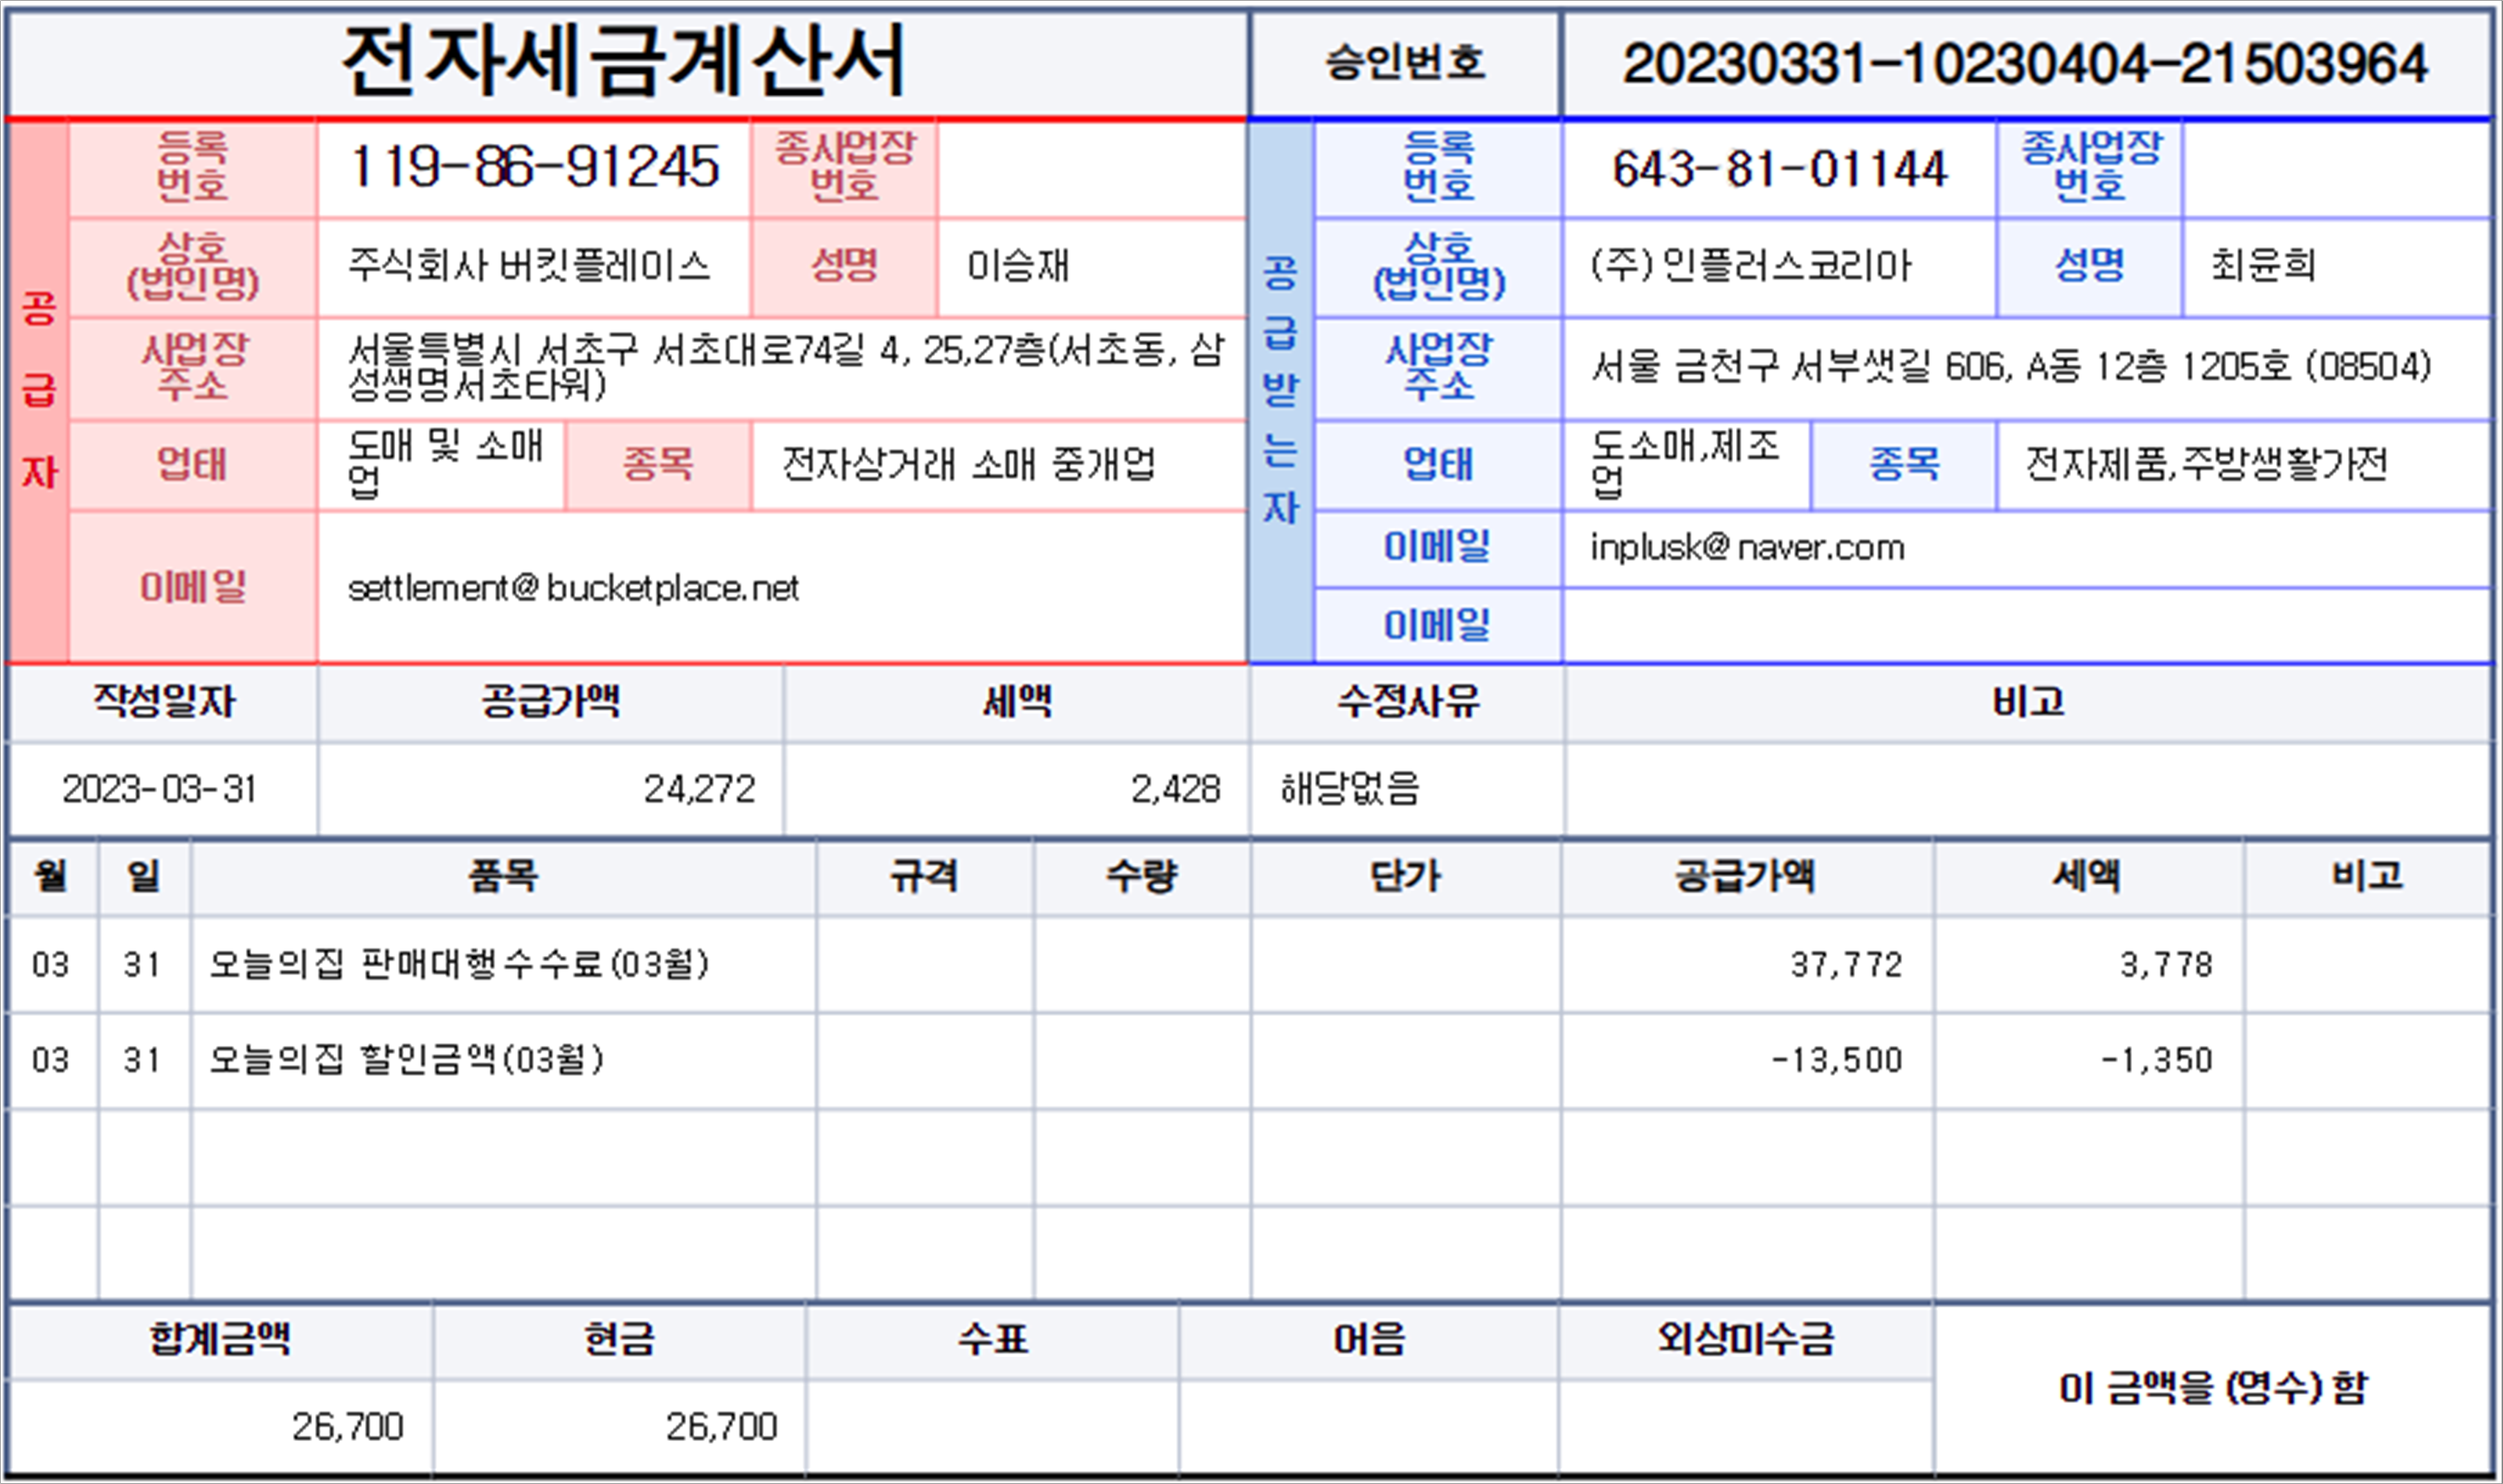 전자세금계산서 승인번호 20230331-10230404-21503964
공급자
등록번호 119-86-91245 종사업장번호
상호(법인명) 주식회사 버킷플레이스 성명 이승재
사업장주소 서울특별시 서초구 서초대로74길 4, 25,27층(서초동, 삼
성생명서초타워)
업태 도매 및 소매업 종목 전자상거래 소매 중개업
이메일 settlement@bucketplace.net
공급받는자
등록번호 643-81-01144 종사업장번호
상호(법인명) (주)인플러스코리아 성명 최윤희
사업장주소 서울 금천구 서부샛길 606, A동 12층 1205호 (08504)
업태 도소매,제조업 종목 전자제품,주방생활가전
이메일 inplusk@naver.com
이메일
작성일자 공급가액 세액 수정사유 비고
2023-03-31 24,272 2,428 해당없음
월 일 품목 규격 수량 단가 공급가액 세액 비고
03 31 오늘의집 판매대행수수료(03월) 37,772 3,778
03 31 오늘의집 할인금액(03월) -13,500 -1,350
합계금액 현금 수표 어음 외상미수금
26,700 26,700
이 금액을 (영수) 함